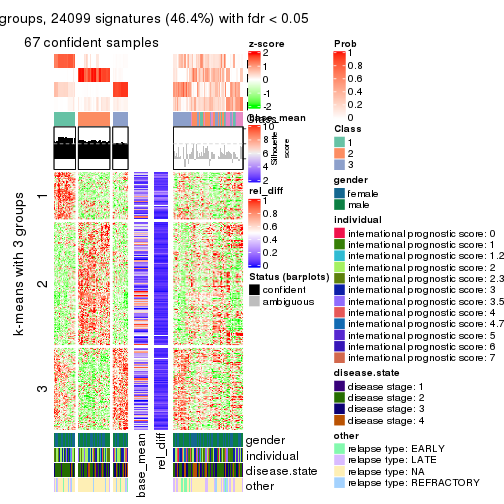 groups, 24099 signatures (46.4%) with fdr < 0.05
67 confident samples
k-means with 3 groups
1
2
3
z-score
2
1
0
-1
-2
base_mean
10
8
6
4
2
Silhouette
score
rel_diff
1
0.8
0.6
0.4
0.2
0
Status (barplots)
confident
ambiguous
base_mean
rel_diff
gender
individual
disease.state
other
Prob
1
0.8
0.6
0.4
0.2
0
Class
1
2
3
gender
female
male
individual
international prognostic score: 0
international prognostic score: 1
international prognostic score: 1.2
international prognostic score: 2
international prognostic score: 2.3
international prognostic score: 3
international prognostic score: 3.5
international prognostic score: 4
international prognostic score: 4.7
international prognostic score: 5
international prognostic score: 6
international prognostic score: 7
disease.state
disease stage: 1
disease stage: 2
disease stage: 3
disease stage: 4
other
relapse type: EARLY
relapse type: LATE
relapse type: NA
relapse type: REFRACTORY